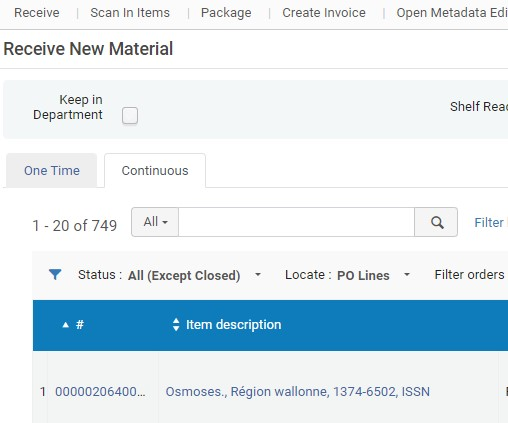 Receive | Scan In Items | Package | Create Invoice | Open Metadata Edi
Receive New Material
Keep in
Department
Shelf Read
One Time
Continuous
1 - 20 of 749
All
Filter
Status : All (Except Closed)
Locate : PO Lines
Filter orders
# Item description
1 00000206400... Osmoses., Région wallonne, 1374-6502, ISSN